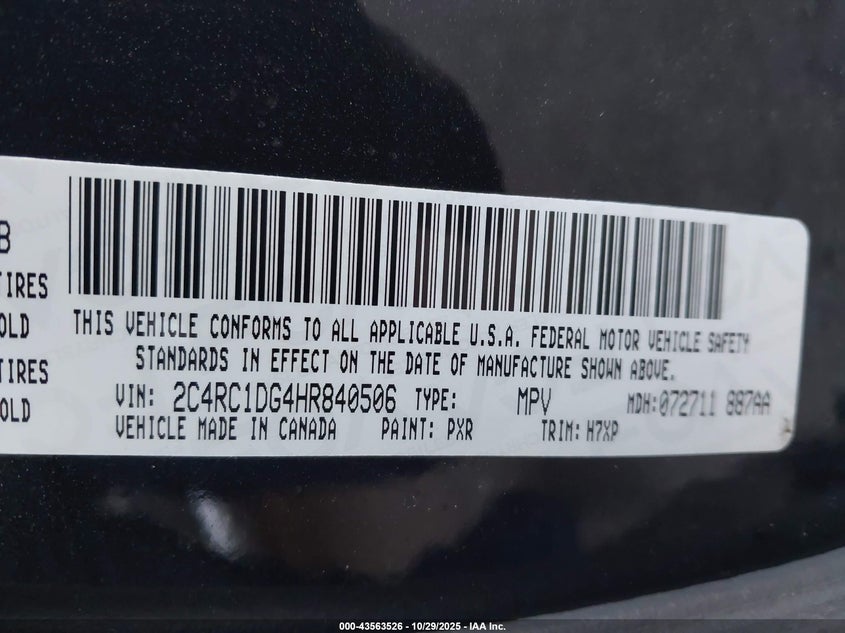 B
TIRES
OLD
TIRES
OLD
THIS VEHICLE CONFORMS TO ALL APPLICABLE U.S.A. FEDERAL MOTOR VEHICLE SAFETY
STANDARDS IN EFFECT ON THE DATE OF MANUFACTURE SHOWN ABOVE.
VIN: 2C4RC1DG4HR840506 TYPE: MPV MDH:072711 887AA
VEHICLE MADE IN CANADA PAINT: PXR TRIM: H7XP
000-43563526 - 10/29/2025 - IAA Inc.